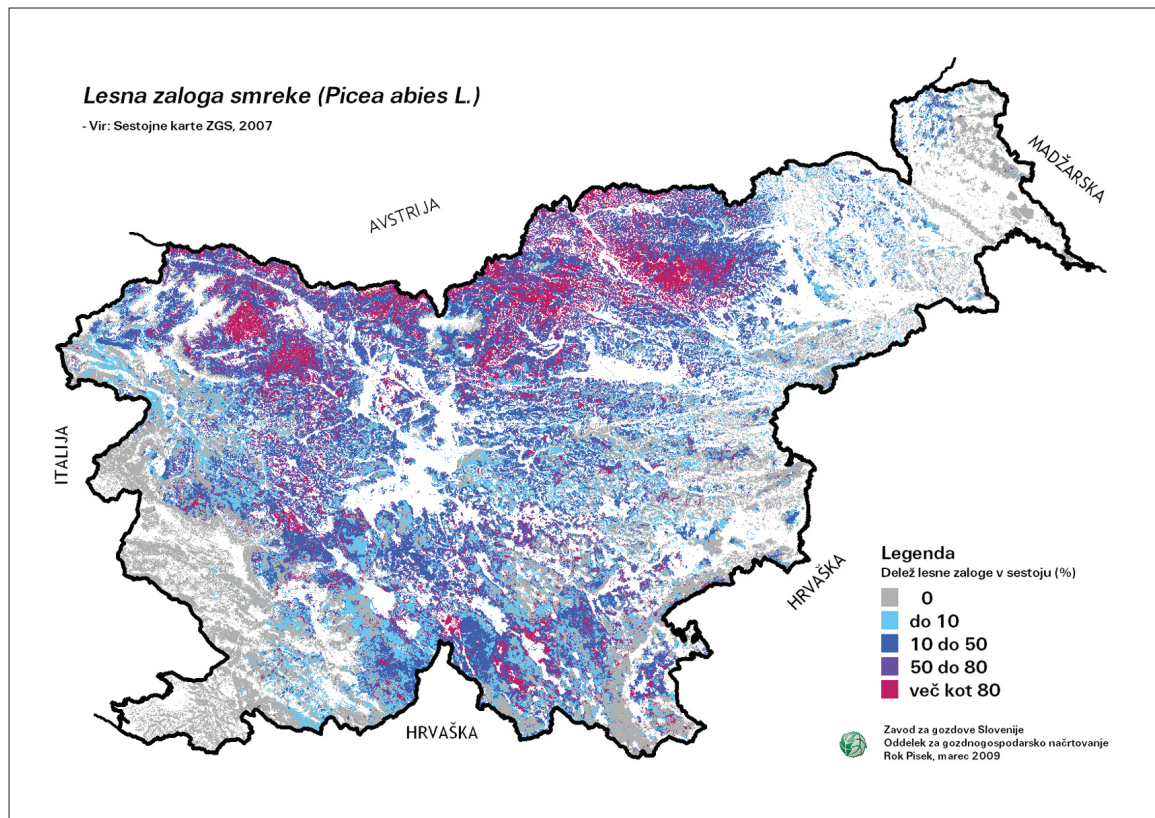 Lesna zaloga smreke (Picea abies L.)
- Vir: Sestojne karte ZGS, 2007
MADŽARSKA
AVSTRIJA
ITALIJA
HRVAŠKA
HRVAŠKA
Legenda
Delež lesne zaloge v sestoju (%)
0
do 10
10 do 50
50 do 80
več kot 80
Zavod za gozdove Slovenije
Oddelek za gozdnogospodarsko načrtovanje
Rok Pisek, marec 2009